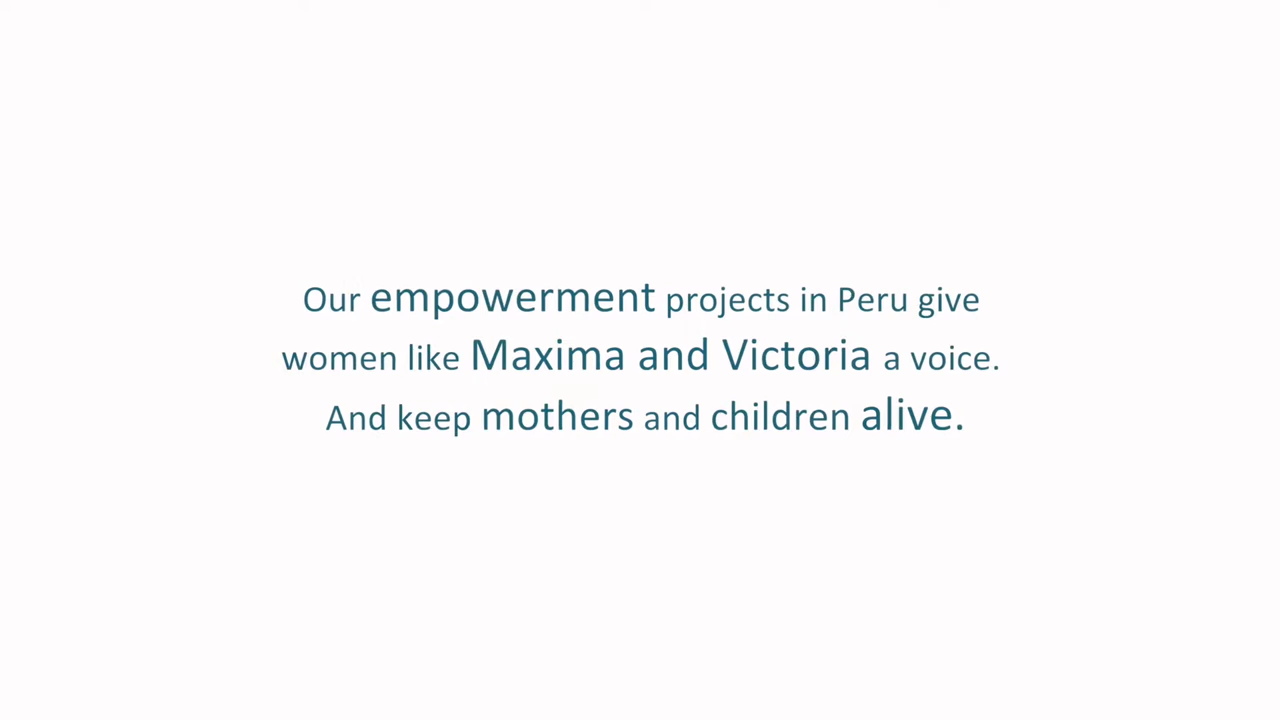 Our empowerment projects in Peru give
women like Maxima and Victoria a voice.
And keep mothers and children alive.